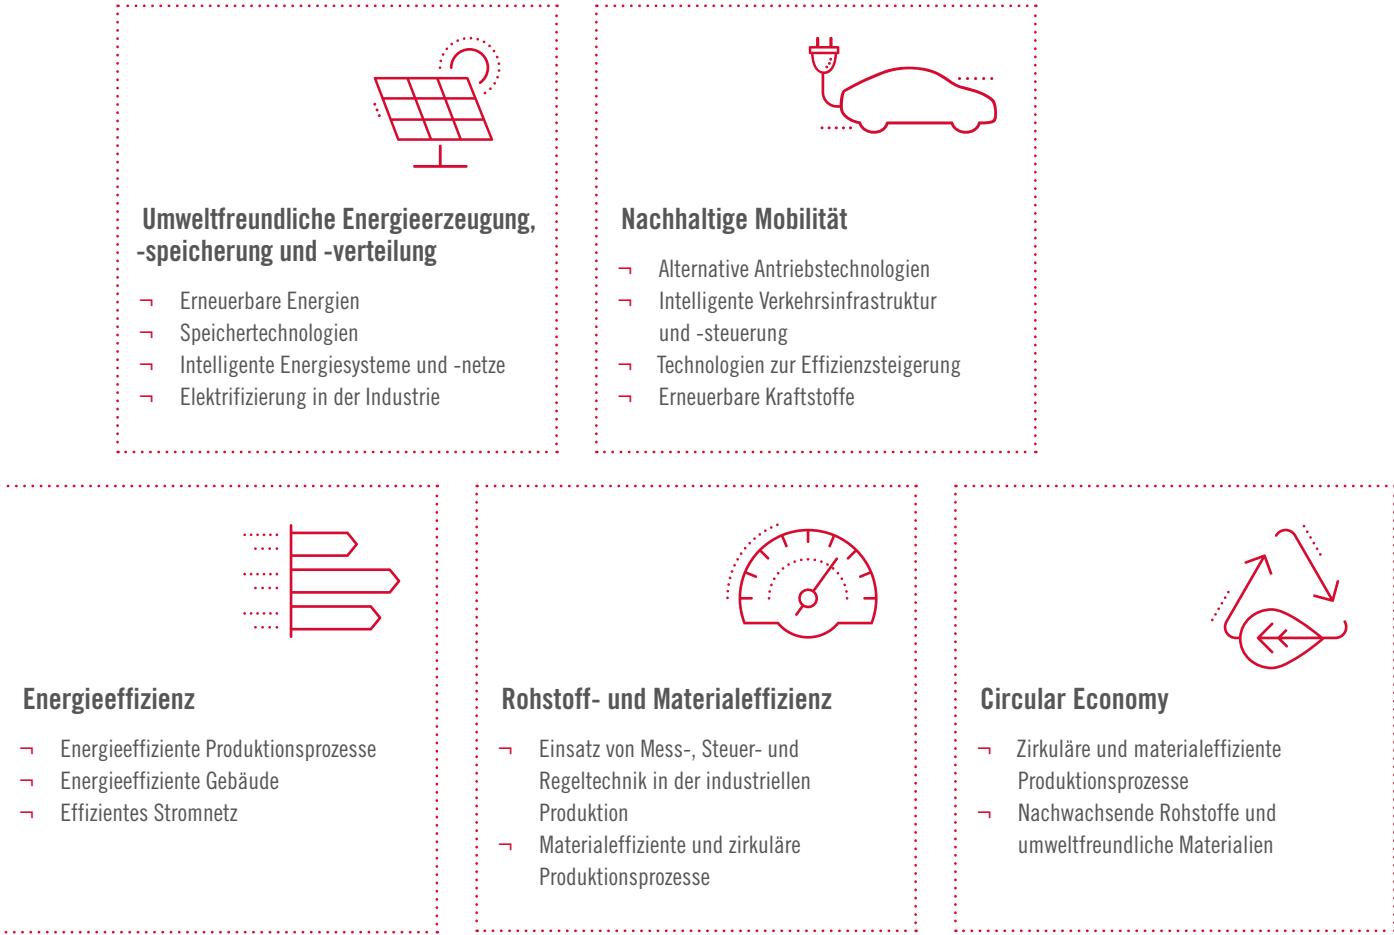 Umweltfreundliche Energieerzeugung,
-speicherung und -verteilung
¬ Erneuerbare Energien
¬ Speichertechnologien
¬ Intelligente Energiesysteme und -netze
¬ Elektrifizierung in der Industrie
Nachhaltige Mobilität
¬ Alternative Antriebstechnologien
¬ Intelligente Verkehrsinfrastruktur
und -steuerung
¬ Technologien zur Effizienzsteigerung
¬ Erneuerbare Kraftstoffe
Energieeffizienz
¬ Energieeffiziente Produktionsprozesse
¬ Energieeffiziente Gebäude
¬ Effizientes Stromnetz
Rohstoff- und Materialeffizienz
¬ Einsatz von Mess-, Steuer- und
Regeltechnik in der industriellen
Produktion
¬ Materialeffiziente und zirkuläre
Produktionsprozesse
Circular Economy
¬ Zirkuläre und materialeffiziente
Produktionsprozesse
¬ Nachwachsende Rohstoffe und
umweltfreundliche Materialien